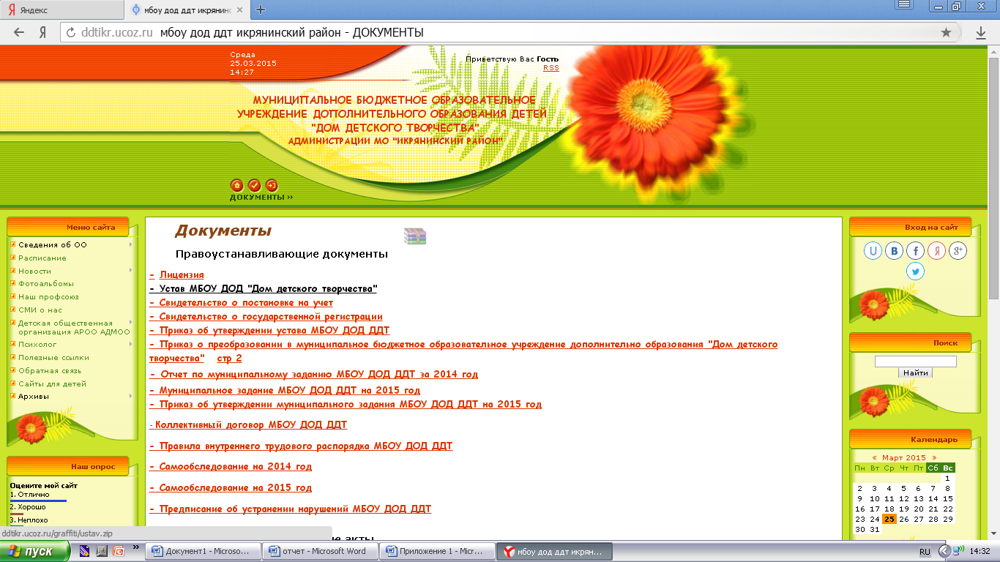 Яндекс
мбоу дод ддт икрянинс
ddtikr.ucoz.ru мбоу дод ддт икрянинский район - ДОКУМЕНТЫ
Среда
25.03.2015
14:27
Приветствую Вас Гость
RSS
МУНИЦИПАЛЬНОЕ БЮДЖЕТНОЕ ОБРАЗОВАТЕЛЬНОЕ
УЧРЕЖДЕНИЕ ДОПОЛНИТЕЛЬНОГО ОБРАЗОВАНИЯ ДЕТЕЙ
"ДОМ ДЕТСКОГО ТВОРЧЕСТВА"
АДМИНИСТРАЦИИ МО "ИКРЯНИНСКИЙ РАЙОН"
ДОКУМЕНТЫ »
Меню сайта
Сведения об ОО
Расписание
Новости
Фотоальбомы
Наш профсоюз
СМИ о нас
Детская общественная
организация АРОО АДМОО
Психолог
Полезные ссылки
Обратная связь
Сайты для детей
Архивы
Наш опрос
Оцените мой сайт
1. Отлично
2. Хорошо
3. Неплохо
Документы
Правоустанавливающие документы
- Лицензия
- Устав МБОУ ДОД "Дом детского творчества"
- Свидетельство о постановке на учет
- Свидетельство о государственной регистрации
- Приказ об утверждении устава МБОУ ДОД ДДТ
- Приказ о преобразовании в муниципальное бюджетное образовательное учреждение дополнительно образования "Дом детского
творчества" стр 2
- Отчет по муниципальному заданию МБОУ ДОД ДДТ за 2014 год
- Муниципальное задание МБОУ ДОД ДДТ на 2015 год
- Приказ об утверждении муниципального задания МБОУ ДОД ДДТ на 2015 год
- Коллективный договор МБОУ ДОД ДДТ
- Правила внутреннего трудового распорядка МБОУ ДОД ДДТ
- Самообследование на 2014 год
- Самообследование на 2015 год
- Предписание об устранении нарушений МБОУ ДОД ДДТ
Вход на сайт
Поиск
Найти
Календарь
« Март 2015 »
Пн Вт Ср Чт Пт Сб Вс
1
2 3 4 5 6 7 8
9 10 11 12 13 14 15
16 17 18 19 20 21 22
23 24 25 26 27 28 29
30 31
ddtikr.ucoz.ru/graffiti/ustav.zip
пуск
Документ1 - Microso...
отчет - Microsoft Word
Приложение 1 - Micr...
мбоу дод ддт икрян...
RU
14:32